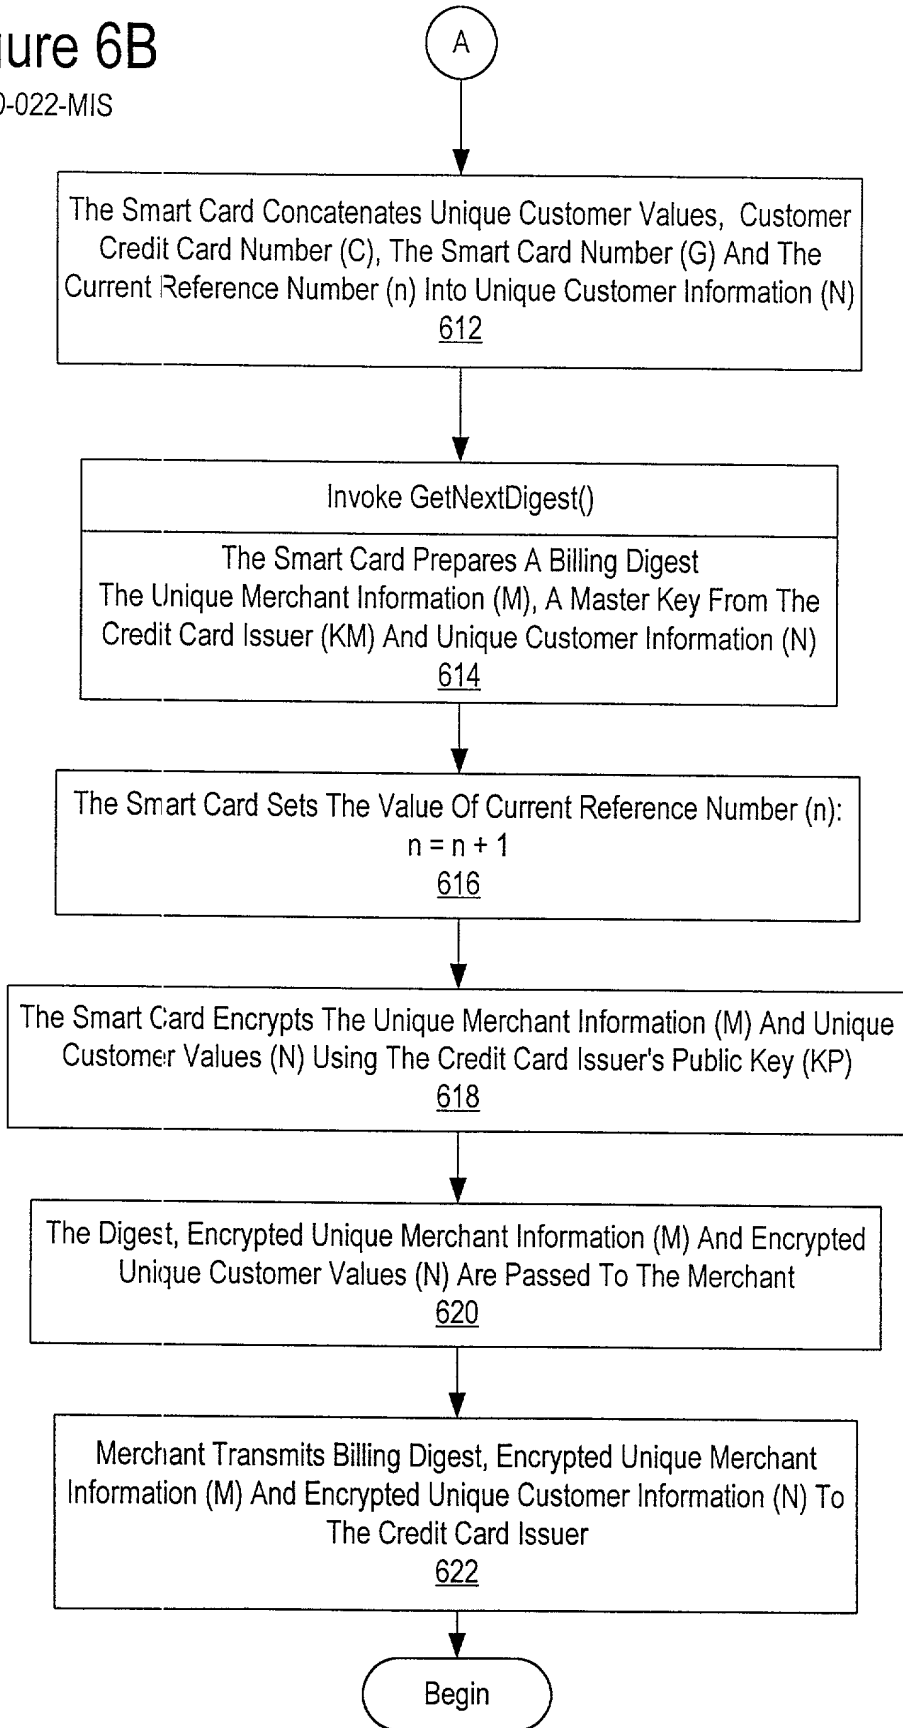 ure 6B
0-022-MIS
A
The Smart Card Concatenates Unique Customer Values, Customer
Credit Card Number (C), The Smart Card Number (G) And The
Current Reference Number (n) Into Unique Customer Information (N)
612
Invoke GetNextDigest()
The Smart Card Prepares A Billing Digest
The Unique Merchant Information (M), A Master Key From The
Credit Card Issuer (KM) And Unique Customer Information (N)
614
The Smart Card Sets The Value Of Current Reference Number (n):
n = n + 1
616
The Smart Card Encrypts The Unique Merchant Information (M) And Unique
Customer Values (N) Using The Credit Card Issuer's Public Key (KP)
618
The Digest, Encrypted Unique Merchant Information (M) And Encrypted
Unique Customer Values (N) Are Passed To The Merchant
620
Merchant Transmits Billing Digest, Encrypted Unique Merchant
Information (M) And Encrypted Unique Customer Information (N) To
The Credit Card Issuer
622
Begin